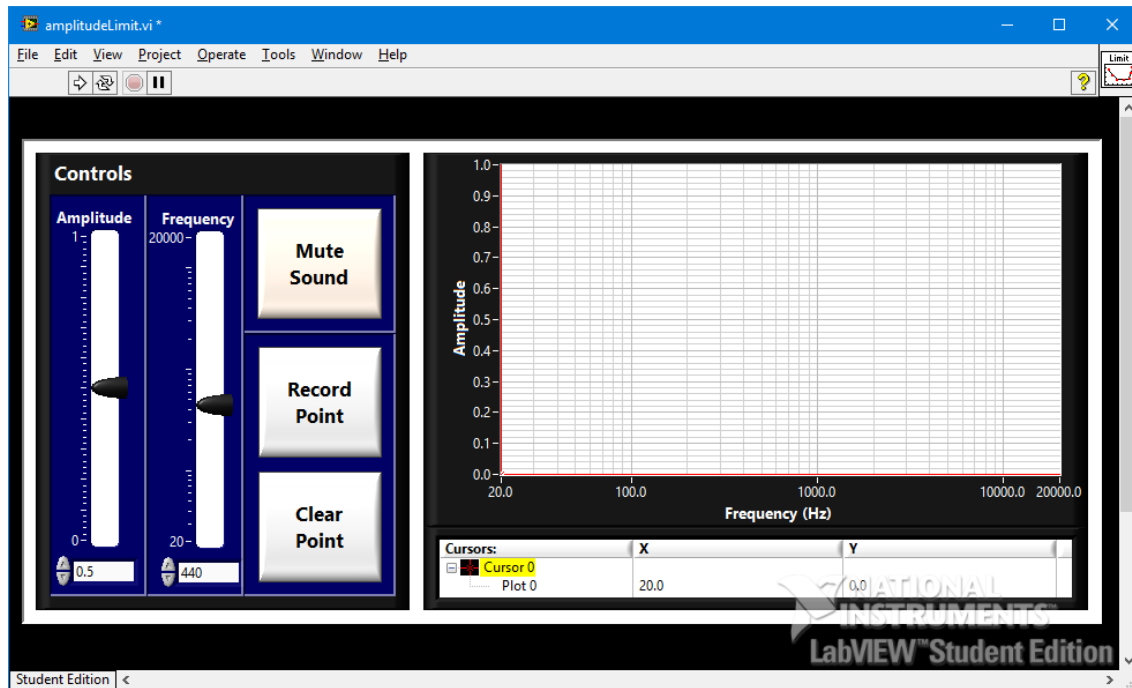 amplitudeLimit.vi *
File Edit View Project Operate Tools Window Help
Limit
?
Controls
Amplitude Frequency
1 20000
0 20
0.5 440
Mute
Sound
Record
Point
Clear
Point
Amplitude
1.0
0.9
0.8
0.7
0.6
0.5
0.4
0.3
0.2
0.1
0.0
20.0 100.0 1000.0 10000.0 20000.0
Frequency (Hz)
Cursors: X Y
Cursor 0
Plot 0 20.0 0.0
NATIONAL
INSTRUMENTS™
LabVIEW™ Student Edition
Student Edition